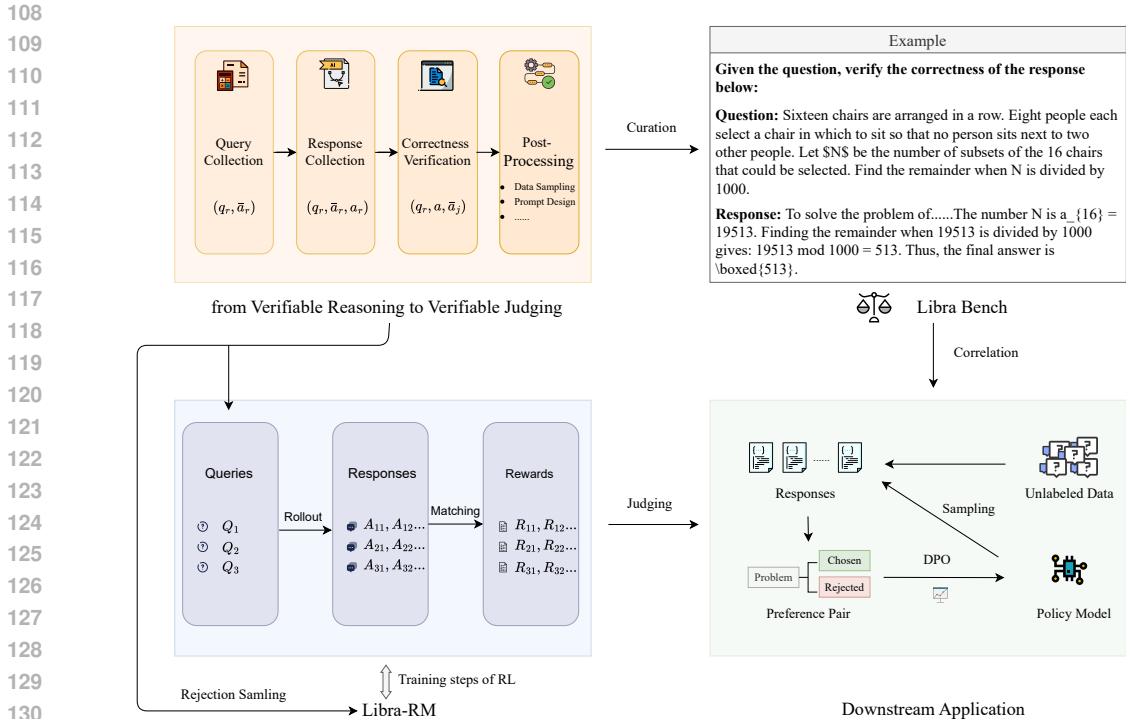 108
109
110
111
112
113
114
115
116
117
118
119
120
121
122
123
124
125
126
127
128
129
130
Query
Collection
(q_r, ā_r)
AI
Response
Collection
(q_r, ā_r, a_r)
Correctness
Verification
(q_r, a, ā_j)
Post-
Processing
Data Sampling
Prompt Design
......
from Verifiable Reasoning to Verifiable Judging
Curation
Example
Given the question, verify the correctness of the response
below:
Question: Sixteen chairs are arranged in a row. Eight people each
select a chair in which to sit so that no person sits next to two
other people. Let $N$ be the number of subsets of the 16 chairs
that could be selected. Find the remainder when N is divided by
1000.
Response: To solve the problem of......The number N is a_{16} =
19513. Finding the remainder when 19513 is divided by 1000
gives: 19513 mod 1000 = 513. Thus, the final answer is
\boxed{513}.
Libra Bench
Correlation
Queries
Q_1
Q_2
Q_3
Rollout
Responses
A_11, A_12...
A_21, A_22...
A_31, A_32...
Matching
Rewards
R_11, R_12...
R_21, R_22...
R_31, R_32...
Training steps of RL
Rejection Samling
Libra-RM
Judging
......
Responses
Unlabeled Data
Sampling
Problem
Chosen
Rejected
Preference Pair
DPO
Policy Model
Downstream Application